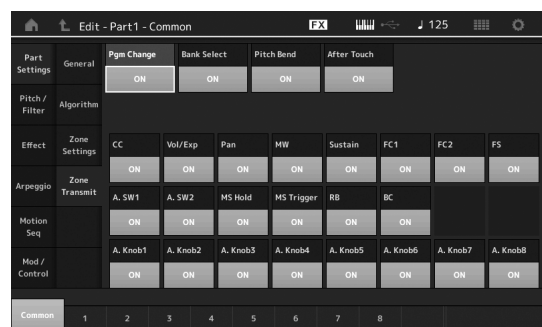 Edit - Part1 - Common
FX
♩ 125
Part Settings
General
Pgm Change
Bank Select
Pitch Bend
After Touch
ON
ON
ON
ON
Pitch / Filter
Algorithm
Effect
Zone Settings
CC
Vol/Exp
Pan
MW
Sustain
FC1
FC2
FS
ON
ON
ON
ON
ON
ON
ON
ON
Arpeggio
Zone Transmit
A. SW1
A. SW2
MS Hold
MS Trigger
RB
BC
ON
ON
ON
ON
ON
ON
Motion Seq
Mod / Control
A. Knob1
A. Knob2
A. Knob3
A. Knob4
A. Knob5
A. Knob6
A. Knob7
A. Knob8
ON
ON
ON
ON
ON
ON
ON
ON
Common
1
2
3
4
5
6
7
8